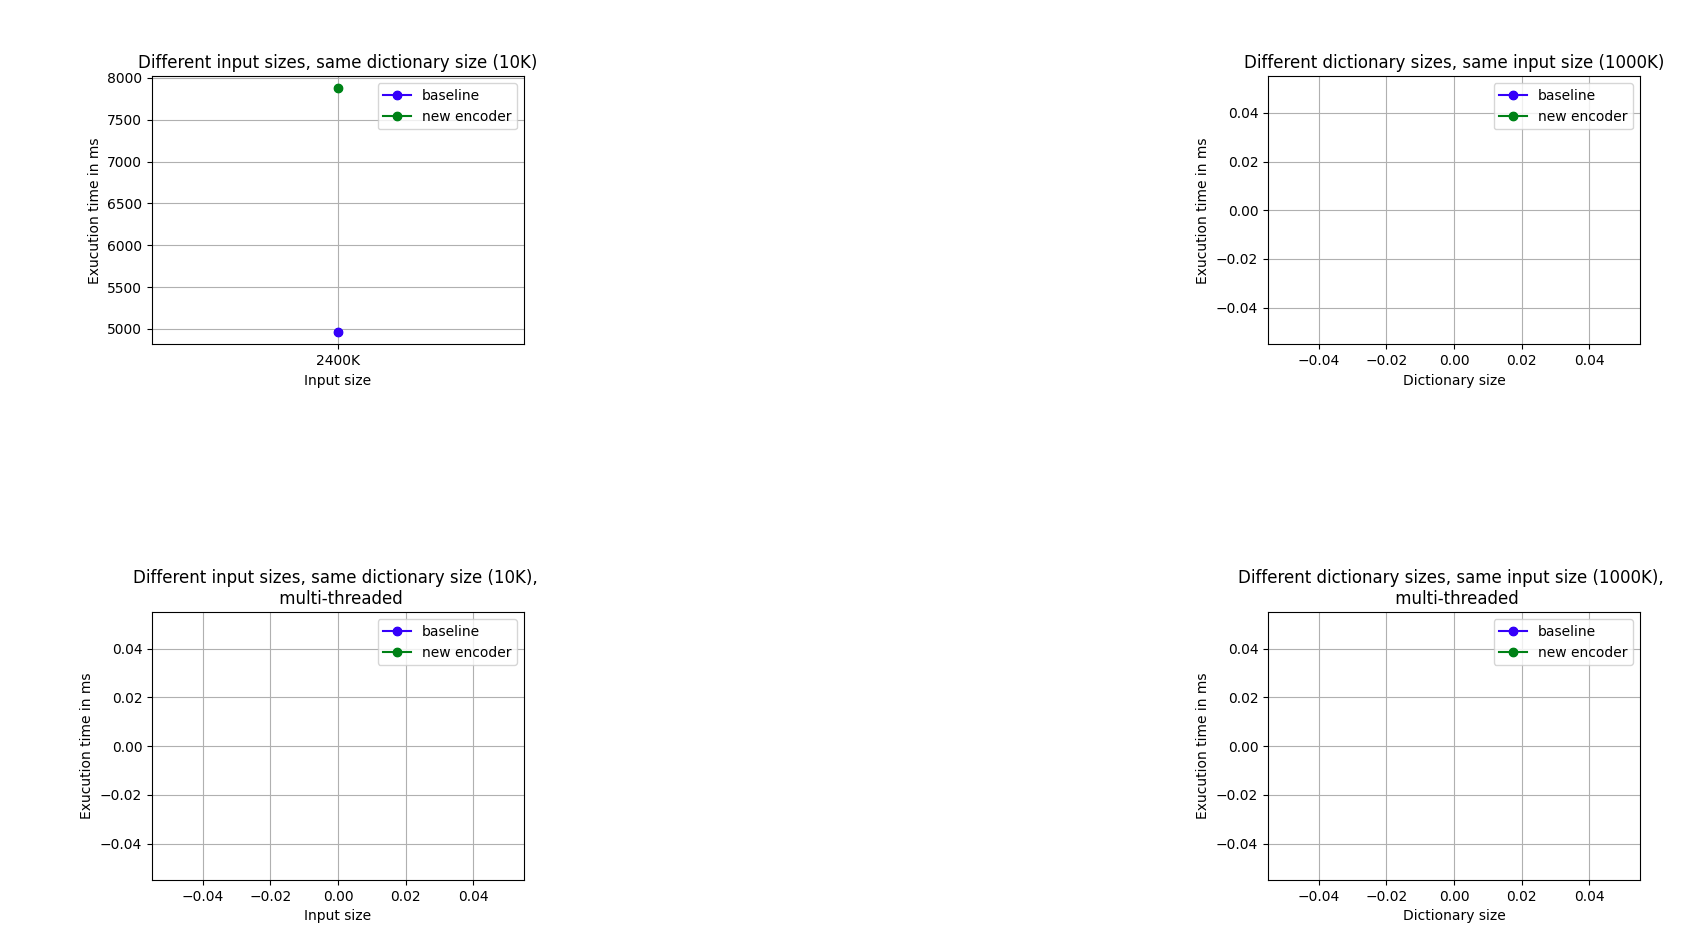 Different input sizes, same dictionary size (10K)
baseline
new encoder
8000
7500
7000
6500
6000
5500
5000
Exucution time in ms
2400K
Input size
Different dictionary sizes, same input size (1000K)
baseline
new encoder
0.04
0.02
0.00
−0.02
−0.04
Exucution time in ms
−0.04 −0.02 0.00 0.02 0.04
Dictionary size
Different input sizes, same dictionary size (10K),
multi-threaded
baseline
new encoder
0.04
0.02
0.00
−0.02
−0.04
Exucution time in ms
−0.04 −0.02 0.00 0.02 0.04
Input size
Different dictionary sizes, same input size (1000K),
multi-threaded
baseline
new encoder
0.04
0.02
0.00
−0.02
−0.04
Exucution time in ms
−0.04 −0.02 0.00 0.02 0.04
Dictionary size